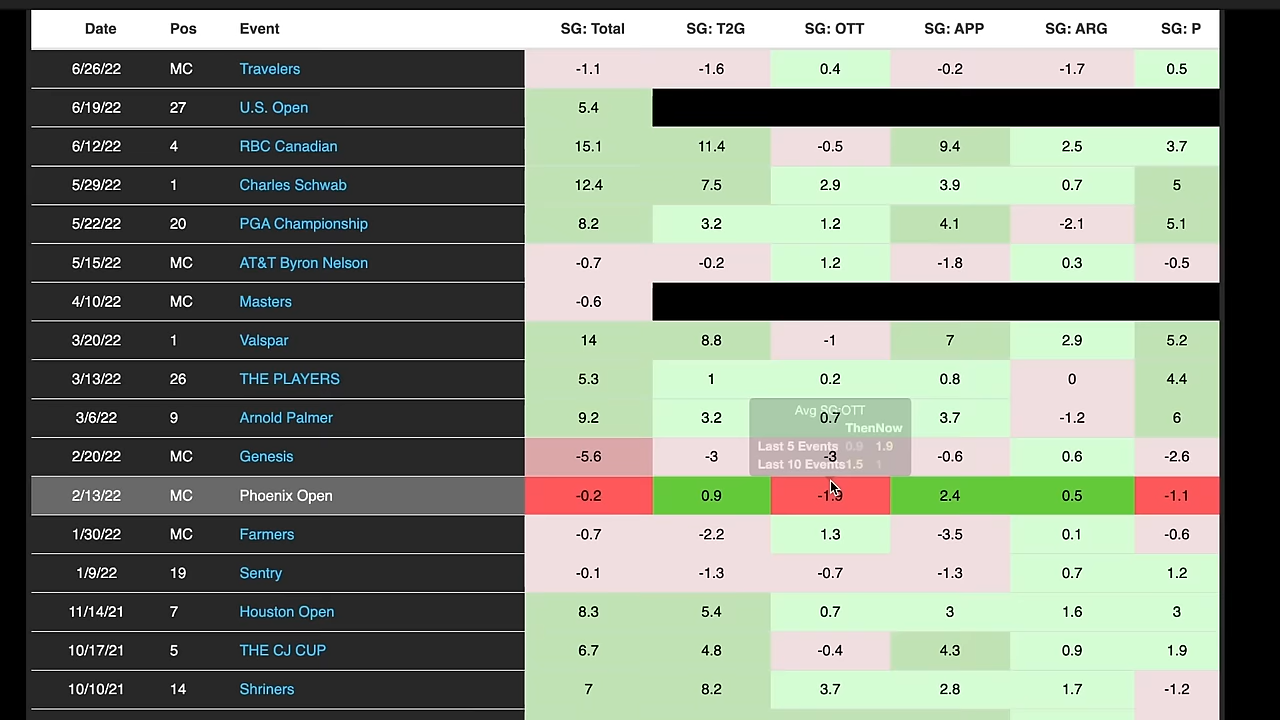 Date Pos Event SG: Total SG: T2G SG: OTT SG: APP SG: ARG SG: P
6/26/22 MC Travelers -1.1 -1.6 0.4 -0.2 -1.7 0.5
6/19/22 27 U.S. Open 5.4
6/12/22 4 RBC Canadian 15.1 11.4 -0.5 9.4 2.5 3.7
5/29/22 1 Charles Schwab 12.4 7.5 2.9 3.9 0.7 5
5/22/22 20 PGA Championship 8.2 3.2 1.2 4.1 -2.1 5.1
5/15/22 MC AT&T Byron Nelson -0.7 -0.2 1.2 -1.8 0.3 -0.5
4/10/22 MC Masters -0.6
3/20/22 1 Valspar 14 8.8 -1 7 2.9 5.2
3/13/22 26 THE PLAYERS 5.3 1 0.2 0.8 0 4.4
Avg SG:OTT
3/6/22 9 Arnold Palmer 9.2 3.2 0.7 3.7 -1.2 6
ThenNow
Last 5 Events 0.9 1.9
2/20/22 MC Genesis -5.6 -3 -3 -0.6 0.6 -2.6
Last 10 Events1.5 1
2/13/22 MC Phoenix Open -0.2 0.9 -1.9 2.4 0.5 -1.1
1/30/22 MC Farmers -0.7 -2.2 1.3 -3.5 0.1 -0.6
1/9/22 19 Sentry -0.1 -1.3 -0.7 -1.3 0.7 1.2
11/14/21 7 Houston Open 8.3 5.4 0.7 3 1.6 3
10/17/21 5 THE CJ CUP 6.7 4.8 -0.4 4.3 0.9 1.9
10/10/21 14 Shriners 7 8.2 3.7 2.8 1.7 -1.2